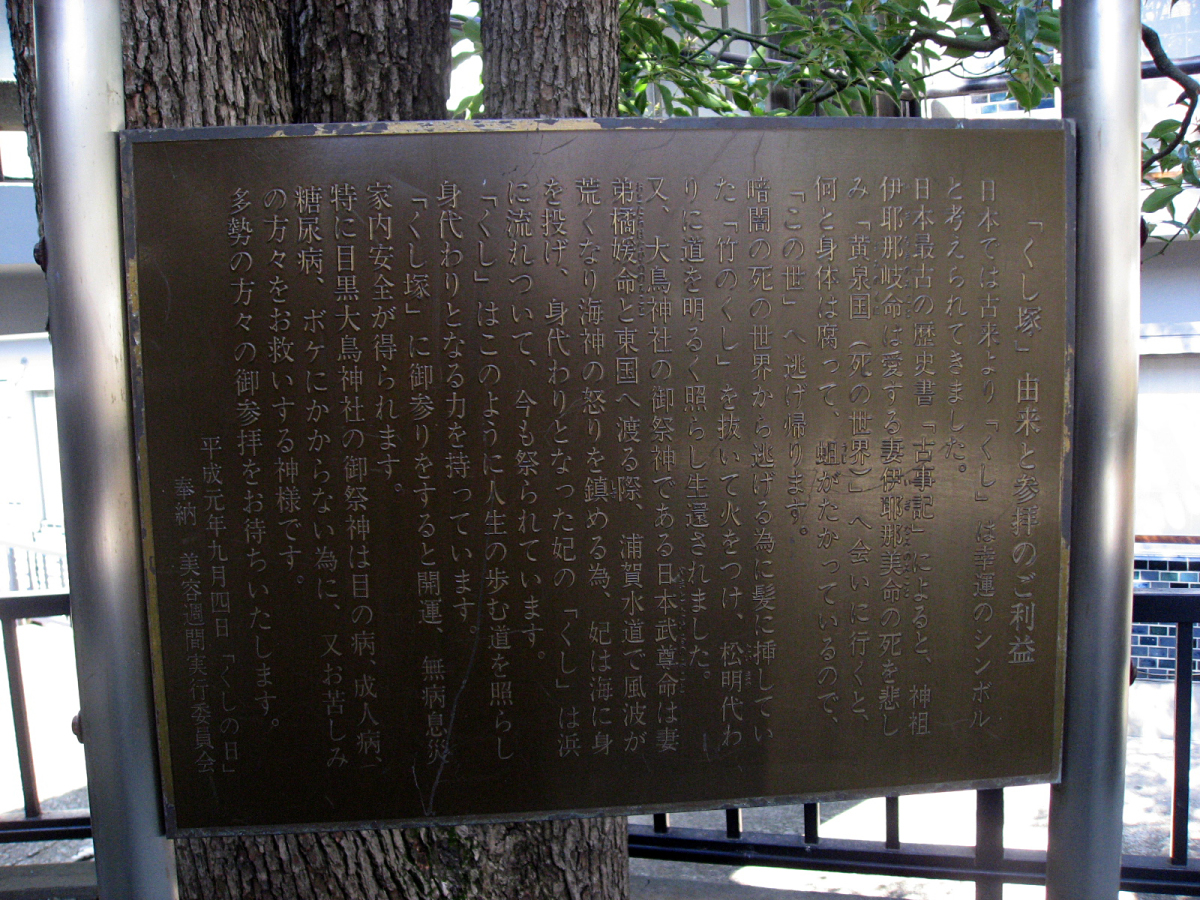 「くし塚」由来と参拝のご利益
日本では古来より「くし」は幸運のシンボル
と考えられてきました。
日本最古の歴史書「古事記」によると、神祖
伊耶那岐命は愛する妻伊耶那美命の死を悲し
み「黄泉国(死の世界)」へ会いに行くと、
何と身体は腐って、蛆がたかっているので、
「この世」へ逃げ帰ります。
暗闇の死の世界から逃げる為に髪に挿してい
た「竹のくし」を抜いて火をつけ、松明代わ
りに道を明るく照らし生還されました。
又、大鳥神社の御祭神である日本武尊命は妻
弟橘媛命と東国へ渡る際、浦賀水道で風波が
荒くなり海神の怒りを鎮める為、妃は海に身
を投げ、身代わりとなった妃の「くし」は浜
に流れついて、今も祭られています。
「くし」はこのように人生の歩む道を照らし
身代わりとなる力を持っています。
「くし塚」に御参りをすると開運、無病息災
家内安全が得られます。
特に目黒大鳥神社の御祭神は目の病、成人病、
糖尿病、ボケにかからない為に、又お苦しみ
の方々をお救いする神様です。
多勢の方々の御参拝をお待ちいたします。
平成元年九月四日「くしの日」
奉納 美容週間実行委員会